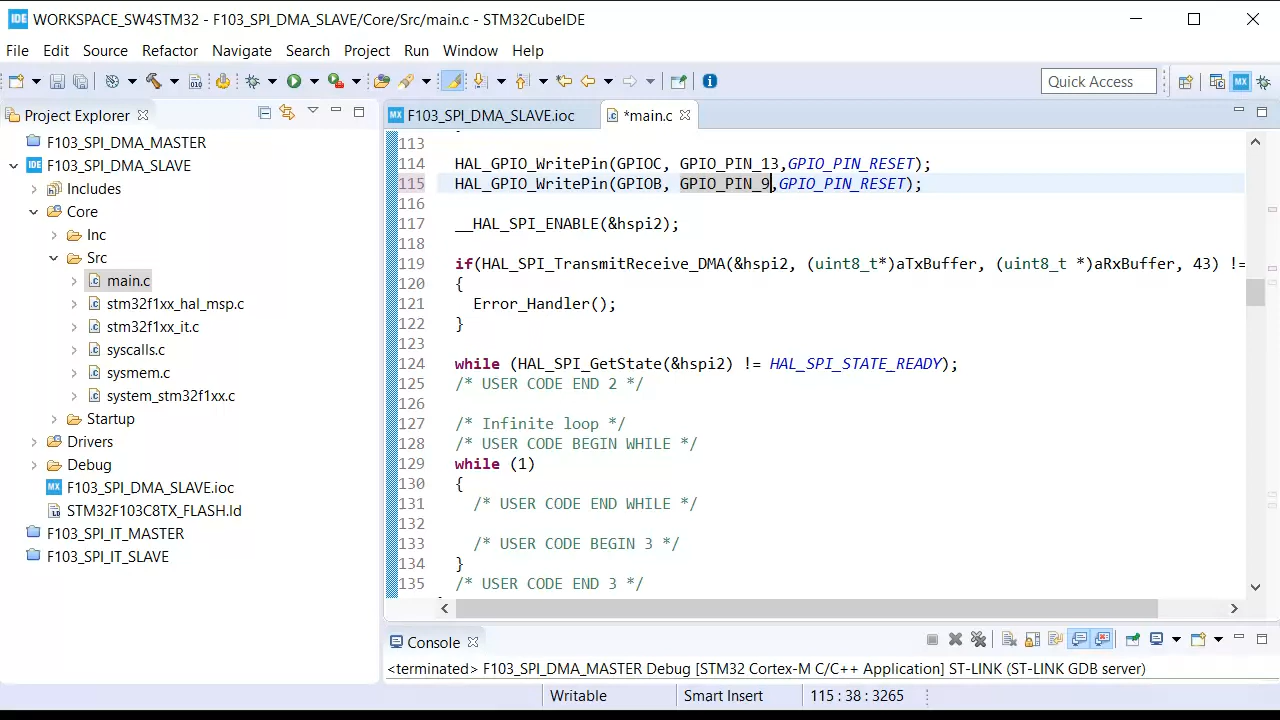 IDE WORKSPACE_SW4STM32 - F103_SPI_DMA_SLAVE/Core/Src/main.c - STM32CubeIDE
File Edit Source Refactor Navigate Search Project Run Window Help
Quick Access
MX
Project Explorer
F103_SPI_DMA_MASTER
IDE F103_SPI_DMA_SLAVE
Includes
Core
Inc
Src
main.c
stm32f1xx_hal_msp.c
stm32f1xx_it.c
syscalls.c
sysmem.c
system_stm32f1xx.c
Startup
Drivers
Debug
MX F103_SPI_DMA_SLAVE.ioc
STM32F103C8TX_FLASH.ld
F103_SPI_IT_MASTER
F103_SPI_IT_SLAVE
MX F103_SPI_DMA_SLAVE.ioc
*main.c
113
114 HAL_GPIO_WritePin(GPIOC, GPIO_PIN_13,GPIO_PIN_RESET);
115 HAL_GPIO_WritePin(GPIOB, GPIO_PIN_9,GPIO_PIN_RESET);
116
117 __HAL_SPI_ENABLE(&hspi2);
118
119 if(HAL_SPI_TransmitReceive_DMA(&hspi2, (uint8_t*)aTxBuffer, (uint8_t *)aRxBuffer, 43) !=
120 {
121 Error_Handler();
122 }
123
124 while (HAL_SPI_GetState(&hspi2) != HAL_SPI_STATE_READY);
125 /* USER CODE END 2 */
126
127 /* Infinite loop */
128 /* USER CODE BEGIN WHILE */
129 while (1)
130 {
131 /* USER CODE END WHILE */
132
133 /* USER CODE BEGIN 3 */
134 }
135 /* USER CODE END 3 */
Console
<terminated> F103_SPI_DMA_MASTER Debug [STM32 Cortex-M C/C++ Application] ST-LINK (ST-LINK GDB server)
Writable Smart Insert 115 : 38 : 3265